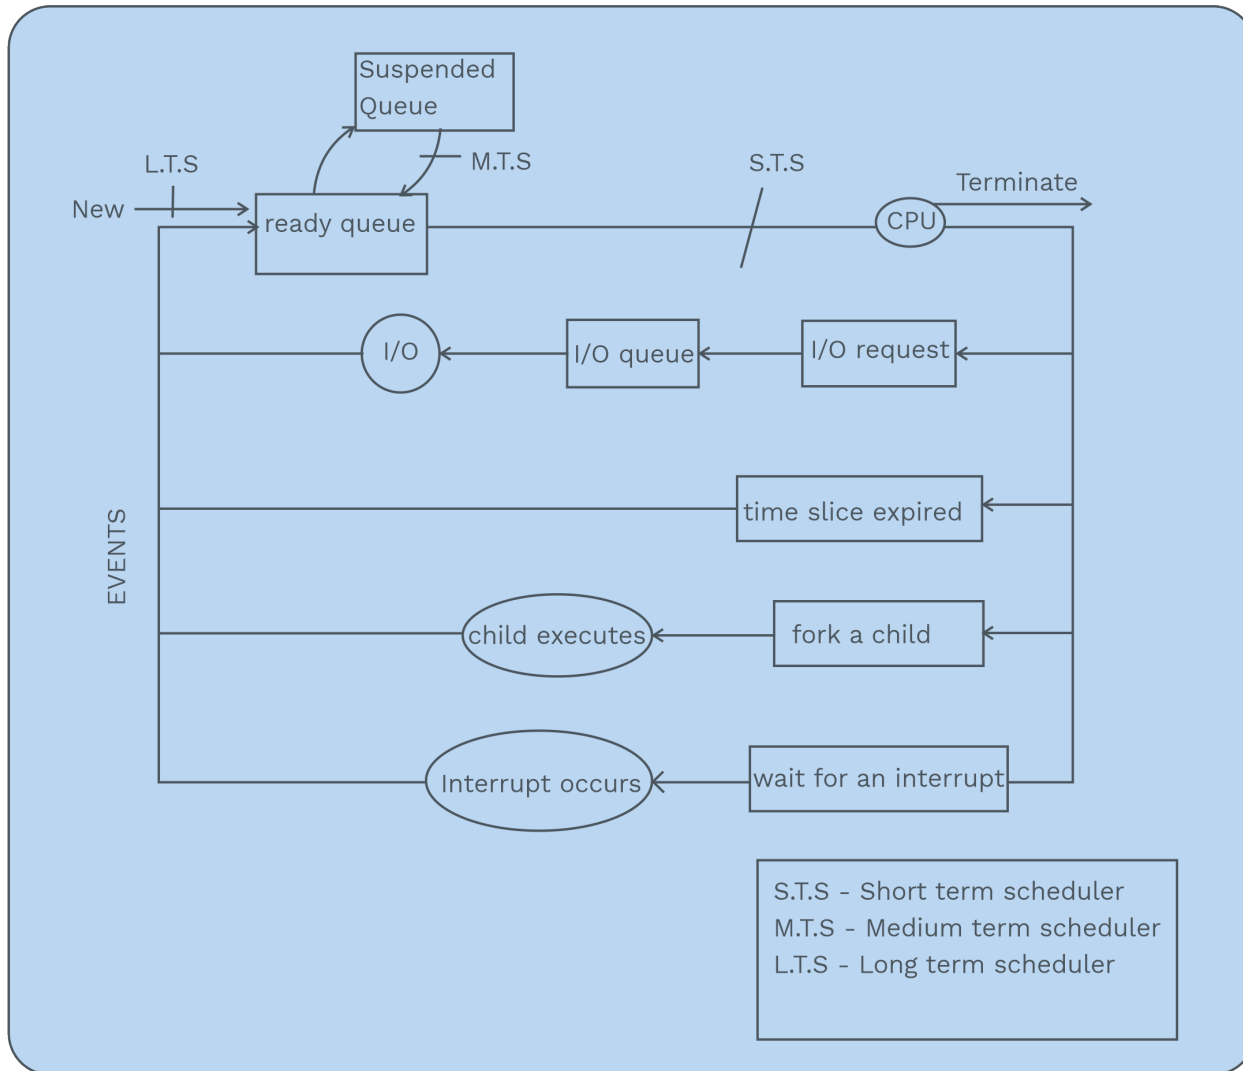 Suspended
Queue
L.T.S
M.T.S
S.T.S
Terminate
New
ready queue
CPU
I/O
I/O queue
I/O request
time slice expired
EVENTS
child executes
fork a child
Interrupt occurs
wait for an interrupt
S.T.S - Short term scheduler
M.T.S - Medium term scheduler
L.T.S - Long term scheduler